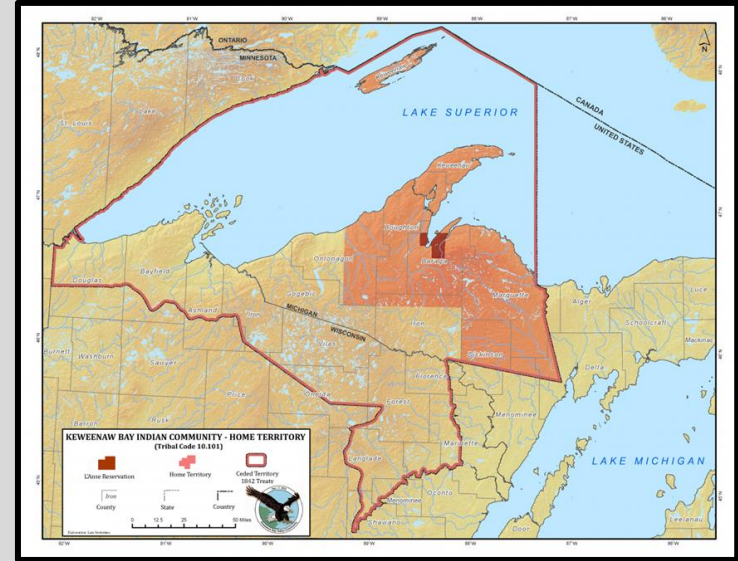 ONTARIO
MINNESOTA
Cook
Lake
St. Louis
LAKE SUPERIOR
CANADA
UNITED STATES
Keweenaw
Houghton
Baraga
Ontonagon
Marquette
Douglas
Bayfield
Ashland
Iron
Gogebic
MICHIGAN
WISCONSIN
Iron
Alger
Luce
Schoolcraft
Mackinac
Dickinson
Delta
Burnett
Washburn
Sawyer
Vilas
Florence
Price
Oneida
Forest
Menominee
Barron
Rusk
Langlade
Marinette
LAKE MICHIGAN
Oconto
Menominee
Shawano
Door
Leelanau
KEWEENAW BAY INDIAN COMMUNITY - HOME TERRITORY
(Tribal Code 10.101)
L'Anse Reservation
Home Territory
Ceded Territory
1842 Treaty
Iron
County
State
Country
0 12.5 25 50 Miles
N